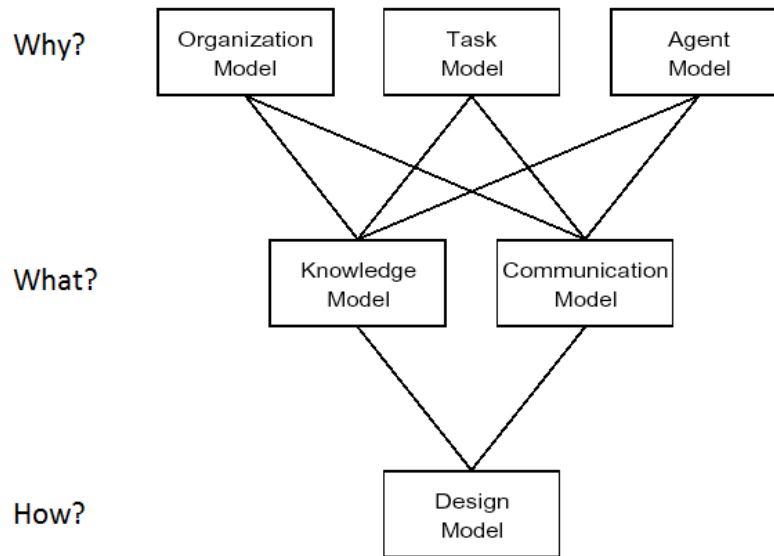 Why?
Organization
Model
Task
Model
Agent
Model
What?
Knowledge
Model
Communication
Model
How?
Design
Model